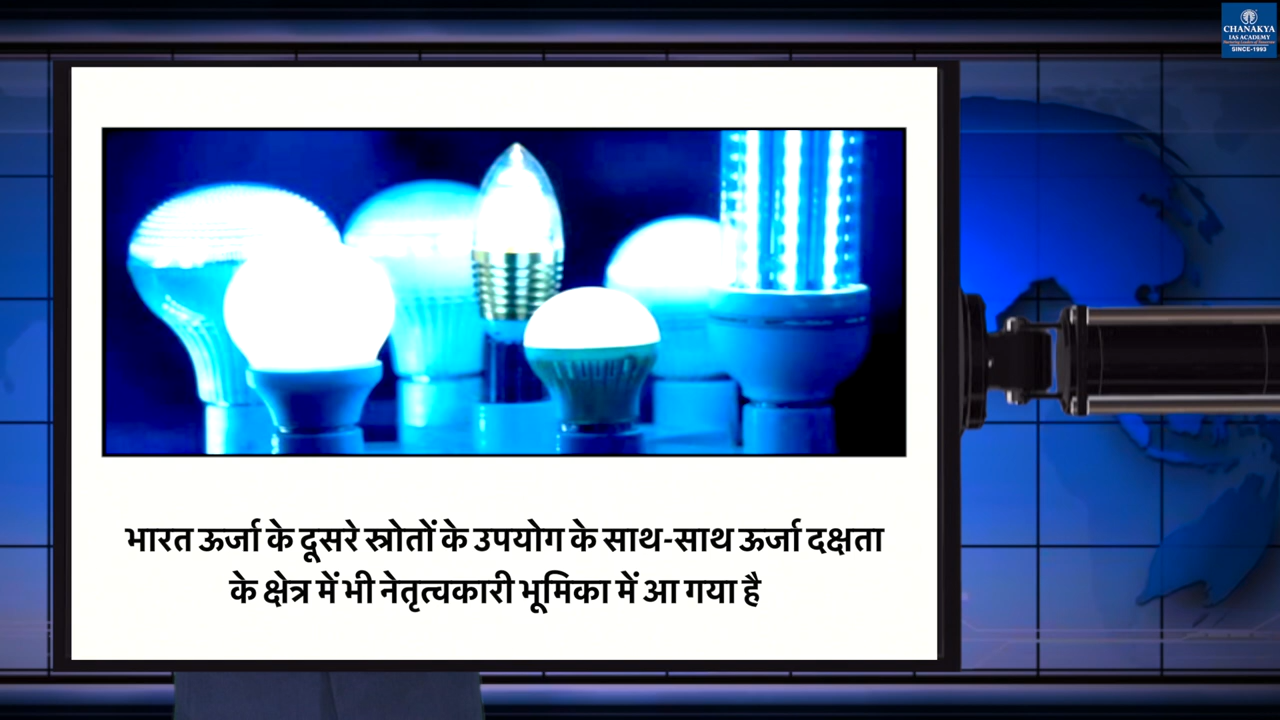 CHANAKYA
IAS ACADEMY
SINCE-1993
भारत ऊर्जा के दूसरे स्रोतों के उपयोग के साथ-साथ ऊर्जा दक्षता
के क्षेत्र में भी नेतृत्वकारी भूमिका में आ गया है